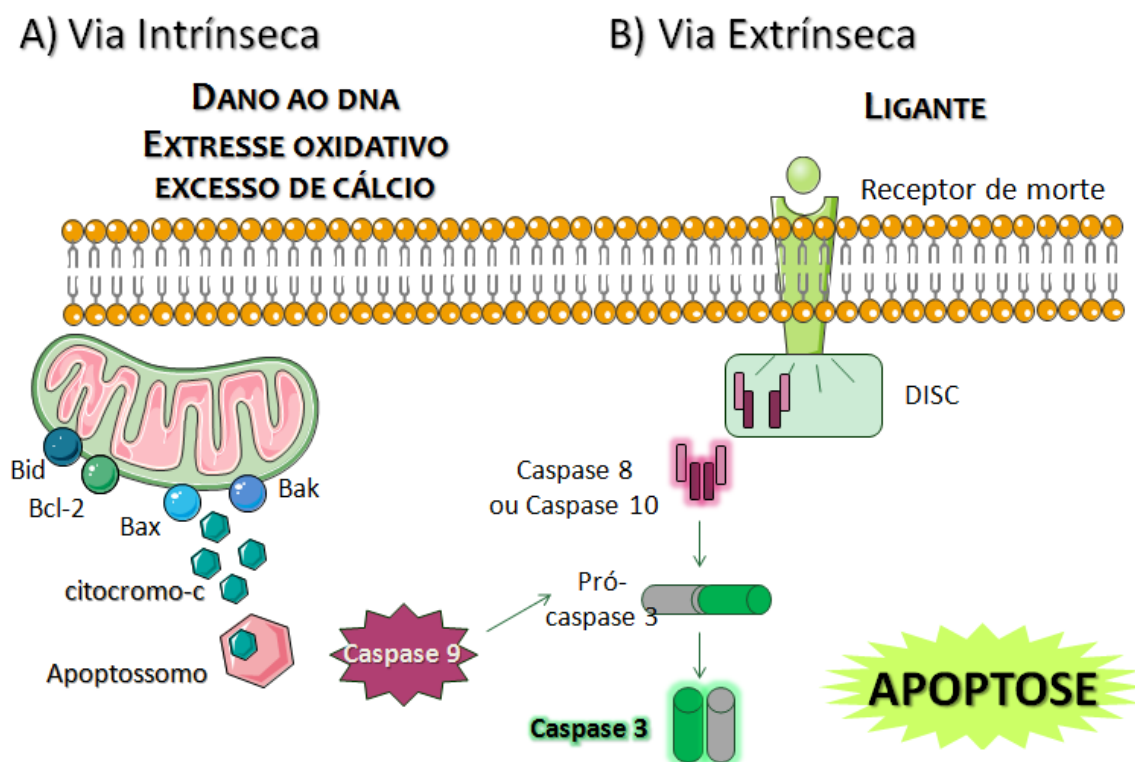 A) Via Intrínseca
DANO AO DNA
EXTRESSE OXIDATIVO
EXCESSO DE CÁLCIO
Bid
Bcl-2
Bax
Bak
citocromo-c
Apoptossomo
Caspase 9
B) Via Extrínseca
LIGANTE
Receptor de morte
DISC
Caspase 8
ou Caspase 10
Pró-
caspase 3
Caspase 3
APOPTOSE